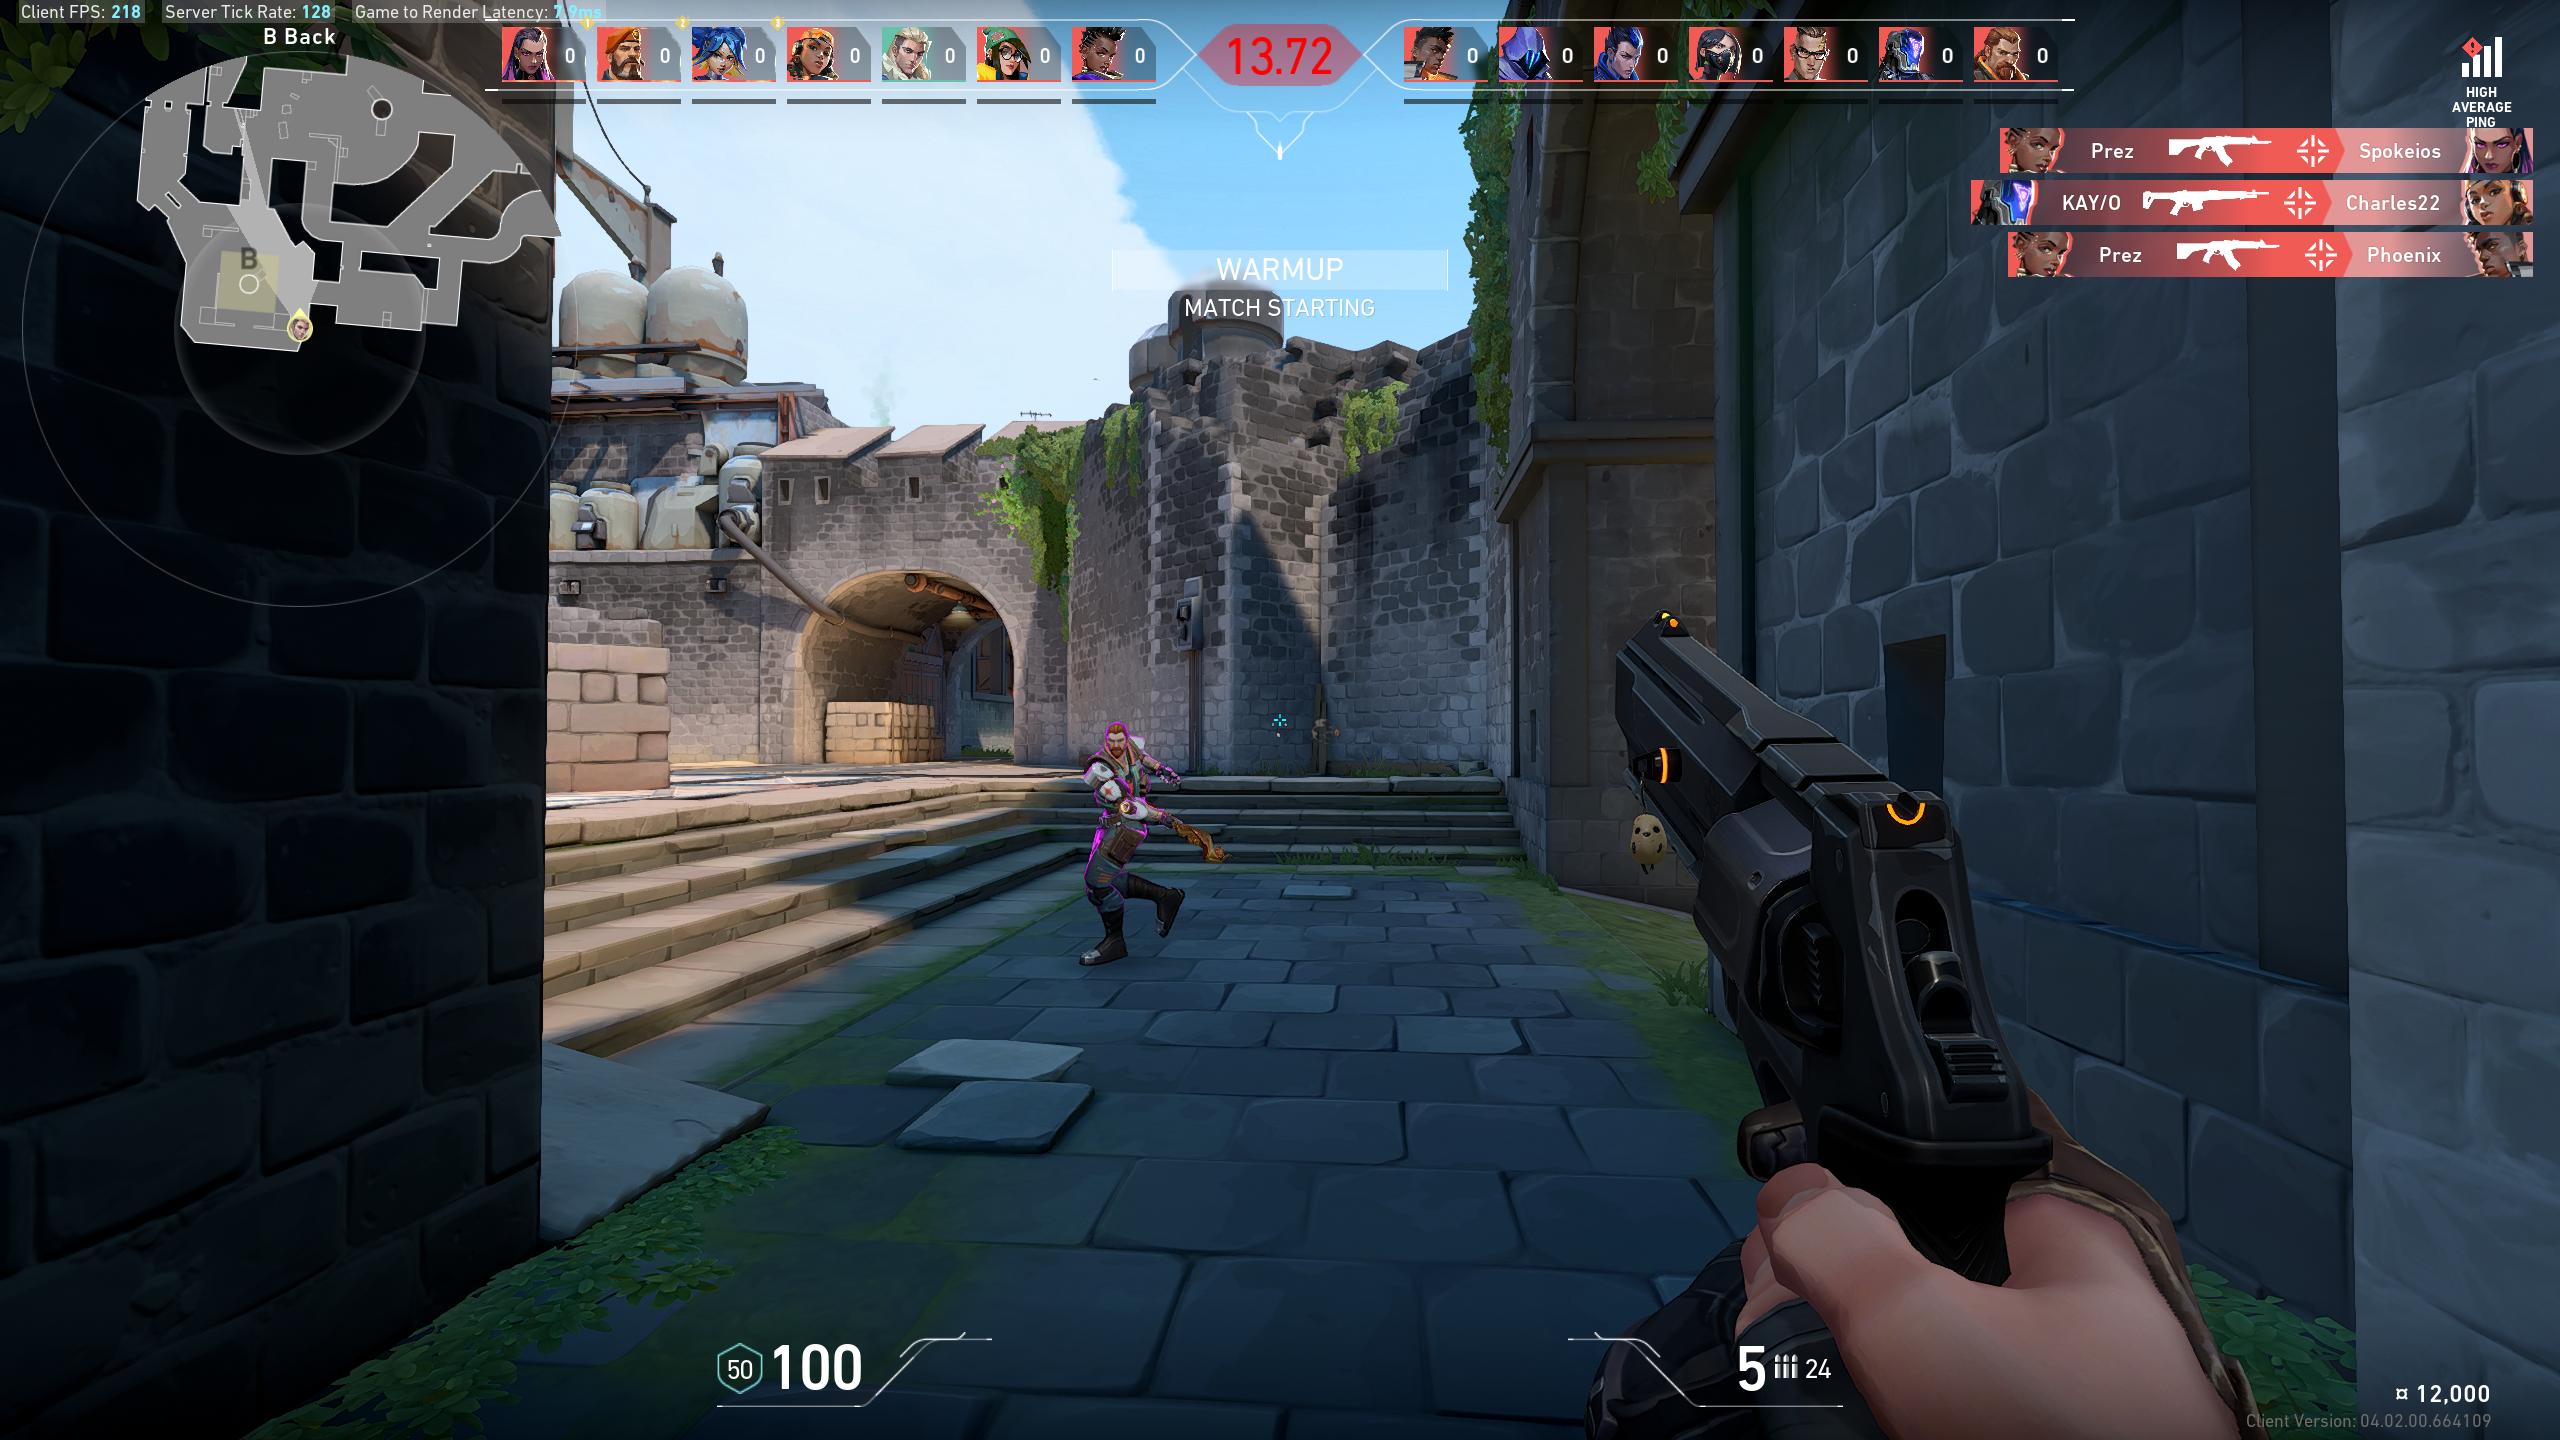 Client FPS: 218 Server Tick Rate: 128 Game to Render Latency: 7.9ms
B Back
0 0 0 0 0 0 0 13.72 0 0 0 0 0 0 0
HIGH
AVERAGE
PING
Prez Spokeios
KAY/O Charles22
Prez Phoenix
B
WARMUP
MATCH STARTING
50 100
5 24
¤ 12,000
Client Version: 04.02.00.664109